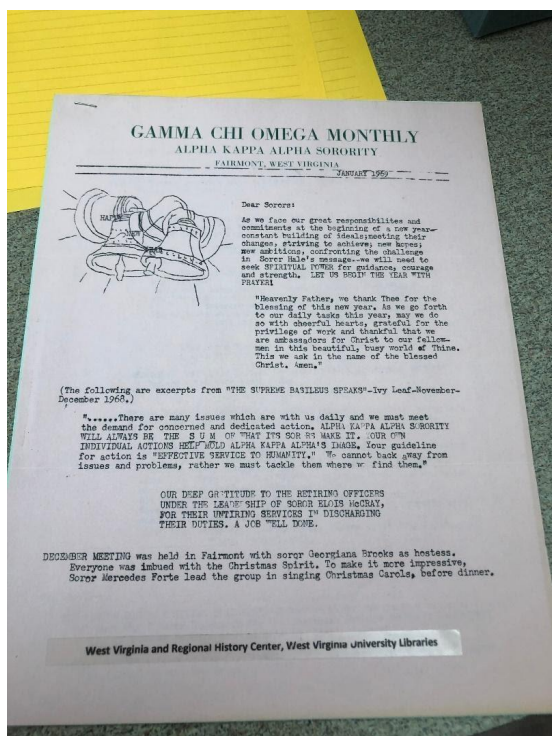 GAMMA CHI OMEGA MONTHLY
ALPHA KAPPA ALPHA SORORITY
FAIRMONT, WEST VIRGINIA
JANUARY 1969
HAPPY
NEW
Dear Sorors:
As we face our great responsibilites and
commitments at the beginning of a new year—
constant building of ideals;meeting their
changes, striving to achieve; new hopes;
new ambitions, confronting the challenge
in Soror Hale's message--we will need to
seek SPIRITUAL POWER for guidance, courage
and strength. LET US BEGIN THE YEAR WITH
PRAYER!
"Heavenly Father, we thank Thee for the
blessing of this new year. As we go forth
to our daily tasks this year, may we do
so with cheerful hearts, grateful for the
privilege of work and thankful that we
are ambassadors for Christ to our fellow-
men in this beautiful, busy world of Thine.
This we ask in the name of the blessed
Christ. Amen."
(The following are excerpts from "THE SUPREME BASILEUS SPEAKS"-Ivy Leaf-November-
December 1968.)
"......There are many issues which are with us daily and we must meet
the demand for concerned and dedicated action. ALPHA KAPPA ALPHA SORORITY
WILL ALWAYS BE THE S U M OF WHAT ITS SOR RS MAKE IT. YOUR OWN
INDIVIDUAL ACTIONS HELP MOLD ALPHA KAPPA ALPHA'S IMAGE. Your guideline
for action is "EFFECTIVE SERVICE TO HUMANITY." We cannot back away from
issues and problems, rather we must tackle them where we find them."
OUR DEEP GRATITUDE TO THE RETIRING OFFICERS
UNDER THE LEADERSHIP OF SOROR ELOIS McCRAY,
FOR THEIR UNTIRING SERVICES IN DISCHARGING
THEIR DUTIES. A JOB WELL DONE.
DECEMBER MEETING was held in Fairmont with soror Georgiana Brooks as hostess.
Everyone was imbued with the Christmas Spirit. To make it more impressive,
Soror Mercedes Forte lead the group in singing Christmas Carols, before dinner.
West Virginia and Regional History Center, West Virginia University Libraries